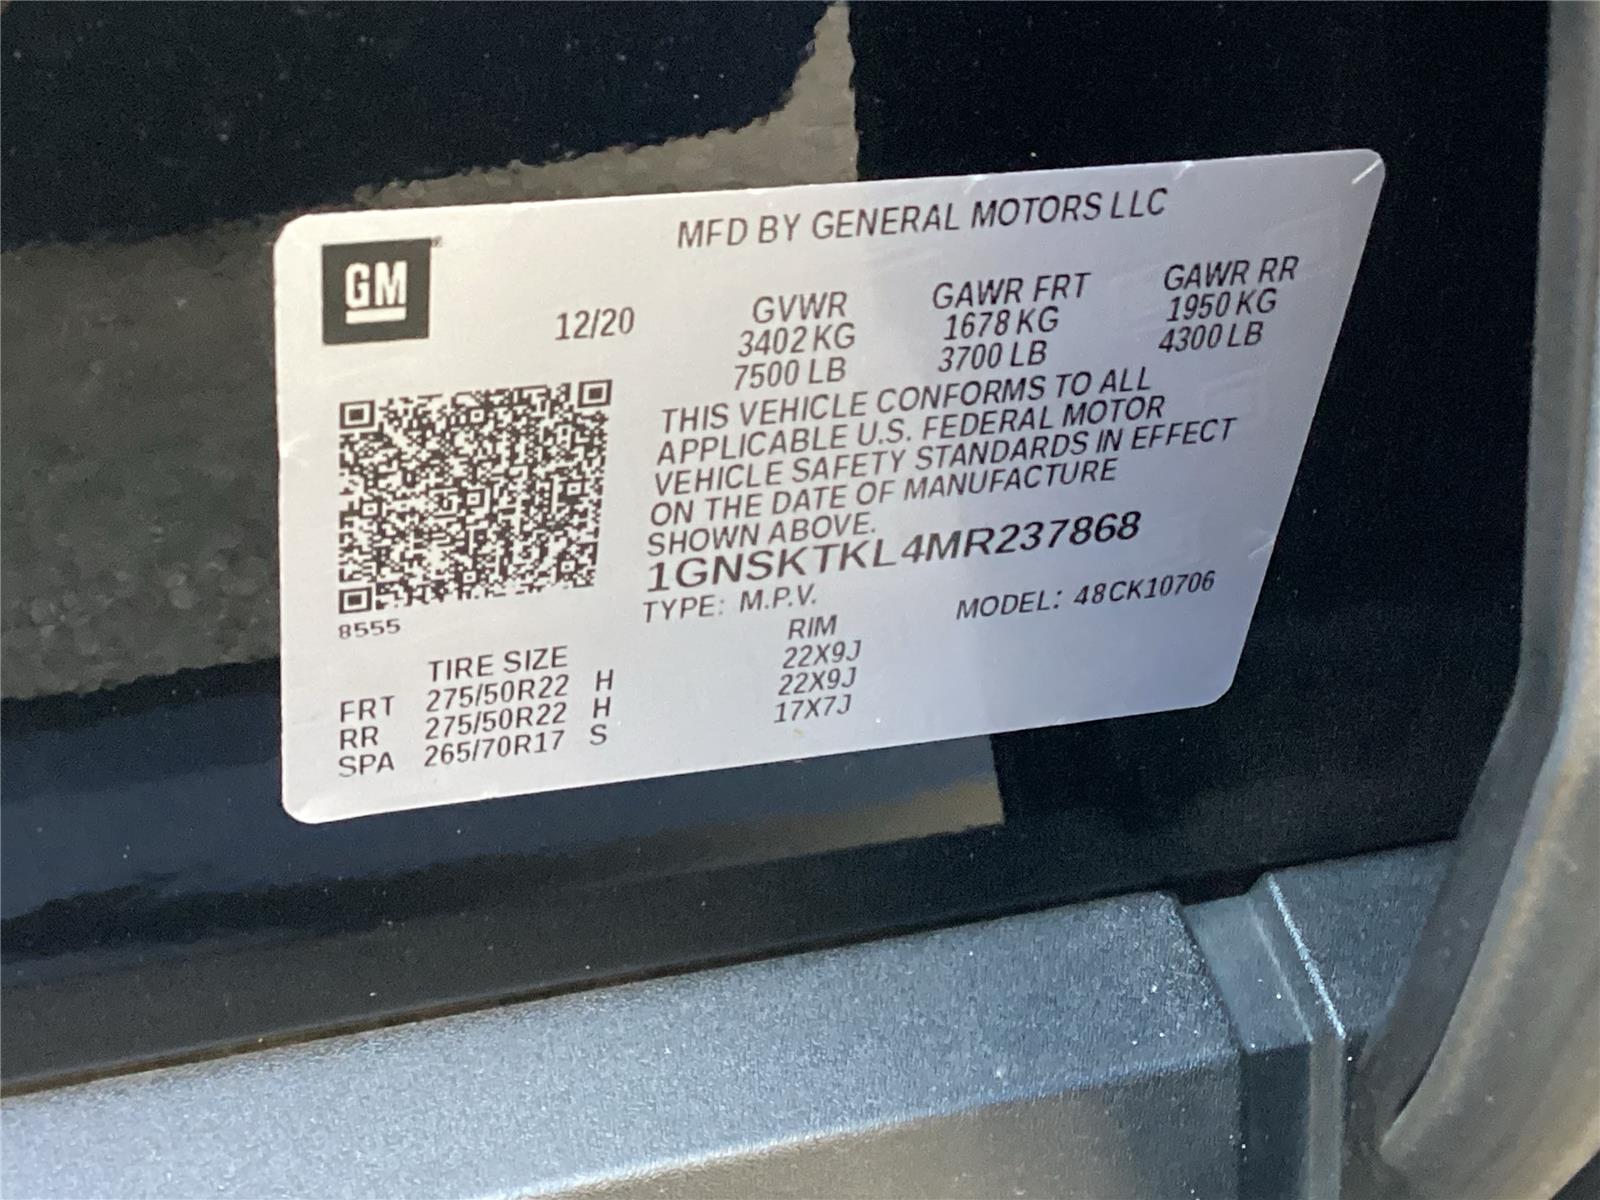 MFD BY GENERAL MOTORS LLC
GM
12/20
GVWR GAWR FRT GAWR RR
3402 KG 1678 KG 1950 KG
7500 LB 3700 LB 4300 LB
THIS VEHICLE CONFORMS TO ALL
APPLICABLE U.S. FEDERAL MOTOR
VEHICLE SAFETY STANDARDS IN EFFECT
ON THE DATE OF MANUFACTURE
SHOWN ABOVE.
1GNSKTKL4MR237868
TYPE: M.P.V. MODEL: 48CK10706
8555
TIRE SIZE RIM
FRT 275/50R22 H 22X9J
RR 275/50R22 H 22X9J
SPA 265/70R17 S 17X7J